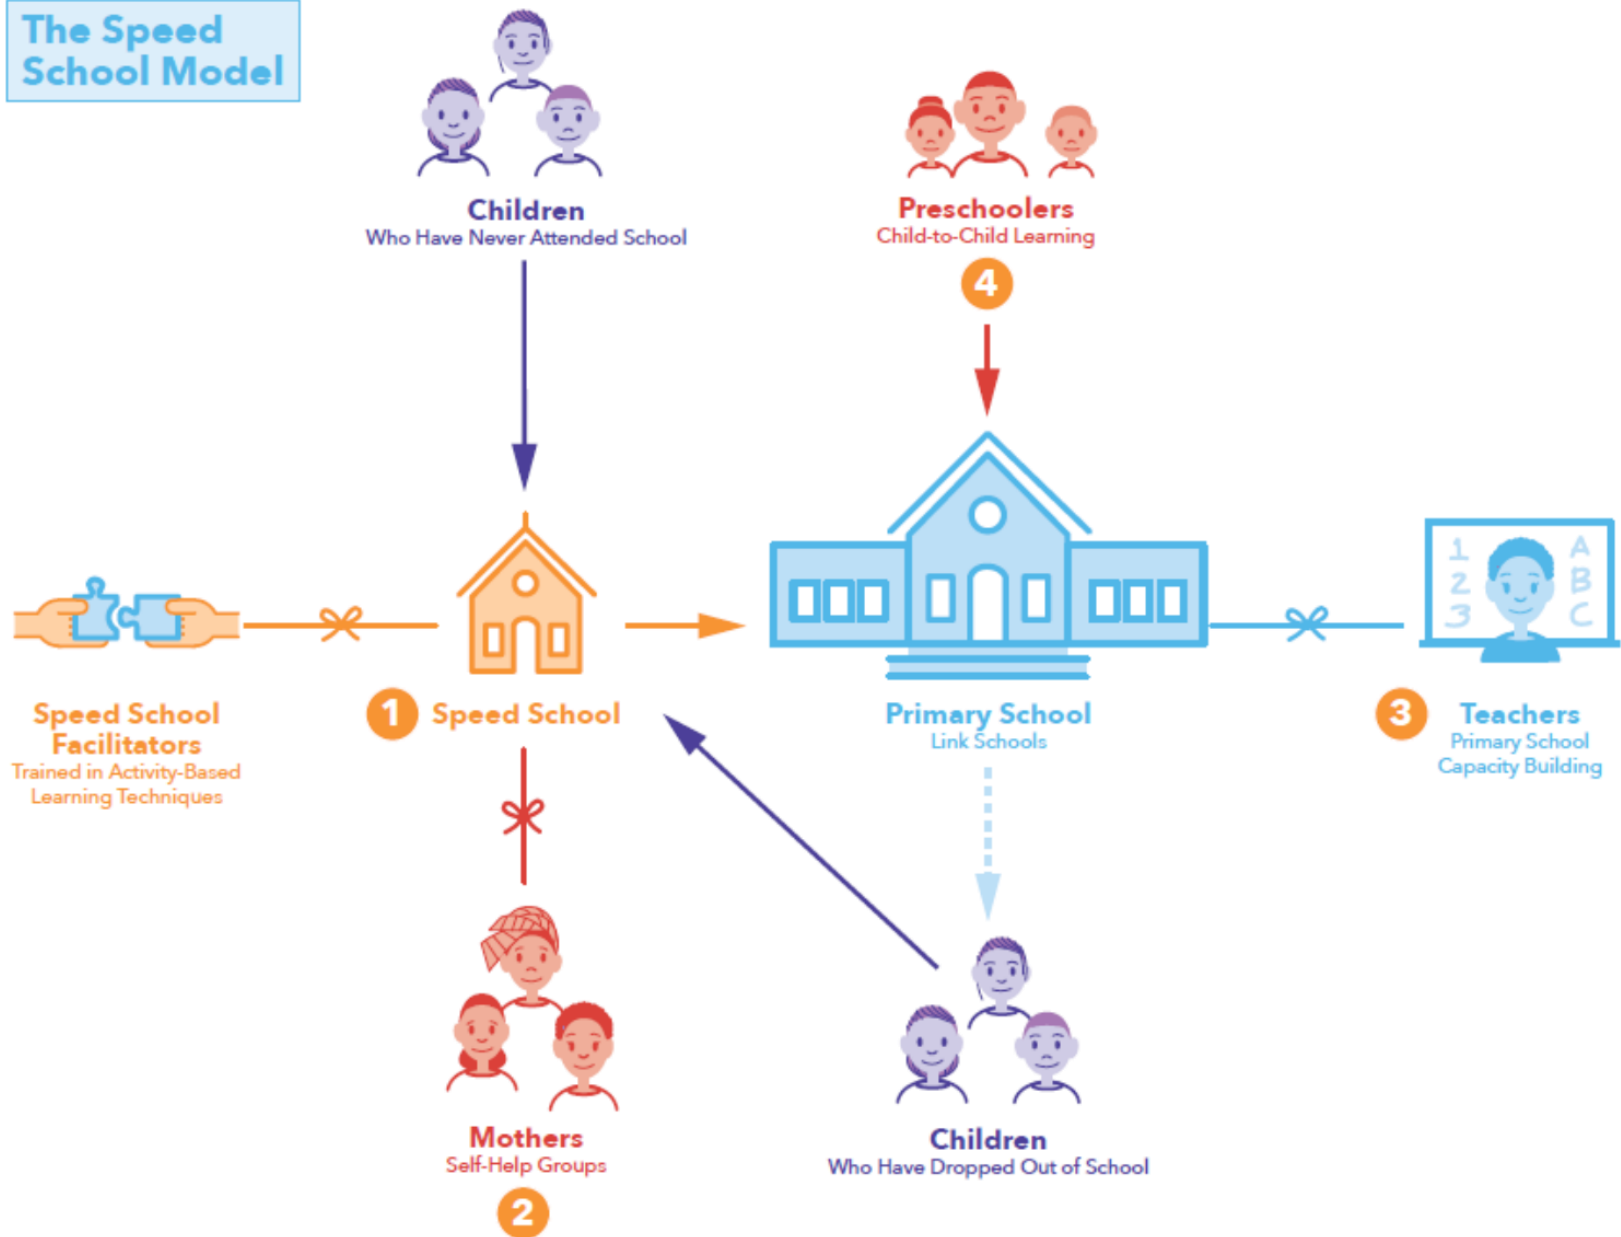 The Speed
School Model
Children
Who Have Never Attended School
Preschoolers
Child-to-Child Learning
4
1
2
3
A
B
C
Speed School
Facilitators
Trained in Activity-Based
Learning Techniques
1
Speed School
Primary School
Link Schools
3
Teachers
Primary School
Capacity Building
Mothers
Self-Help Groups
2
Children
Who Have Dropped Out of School